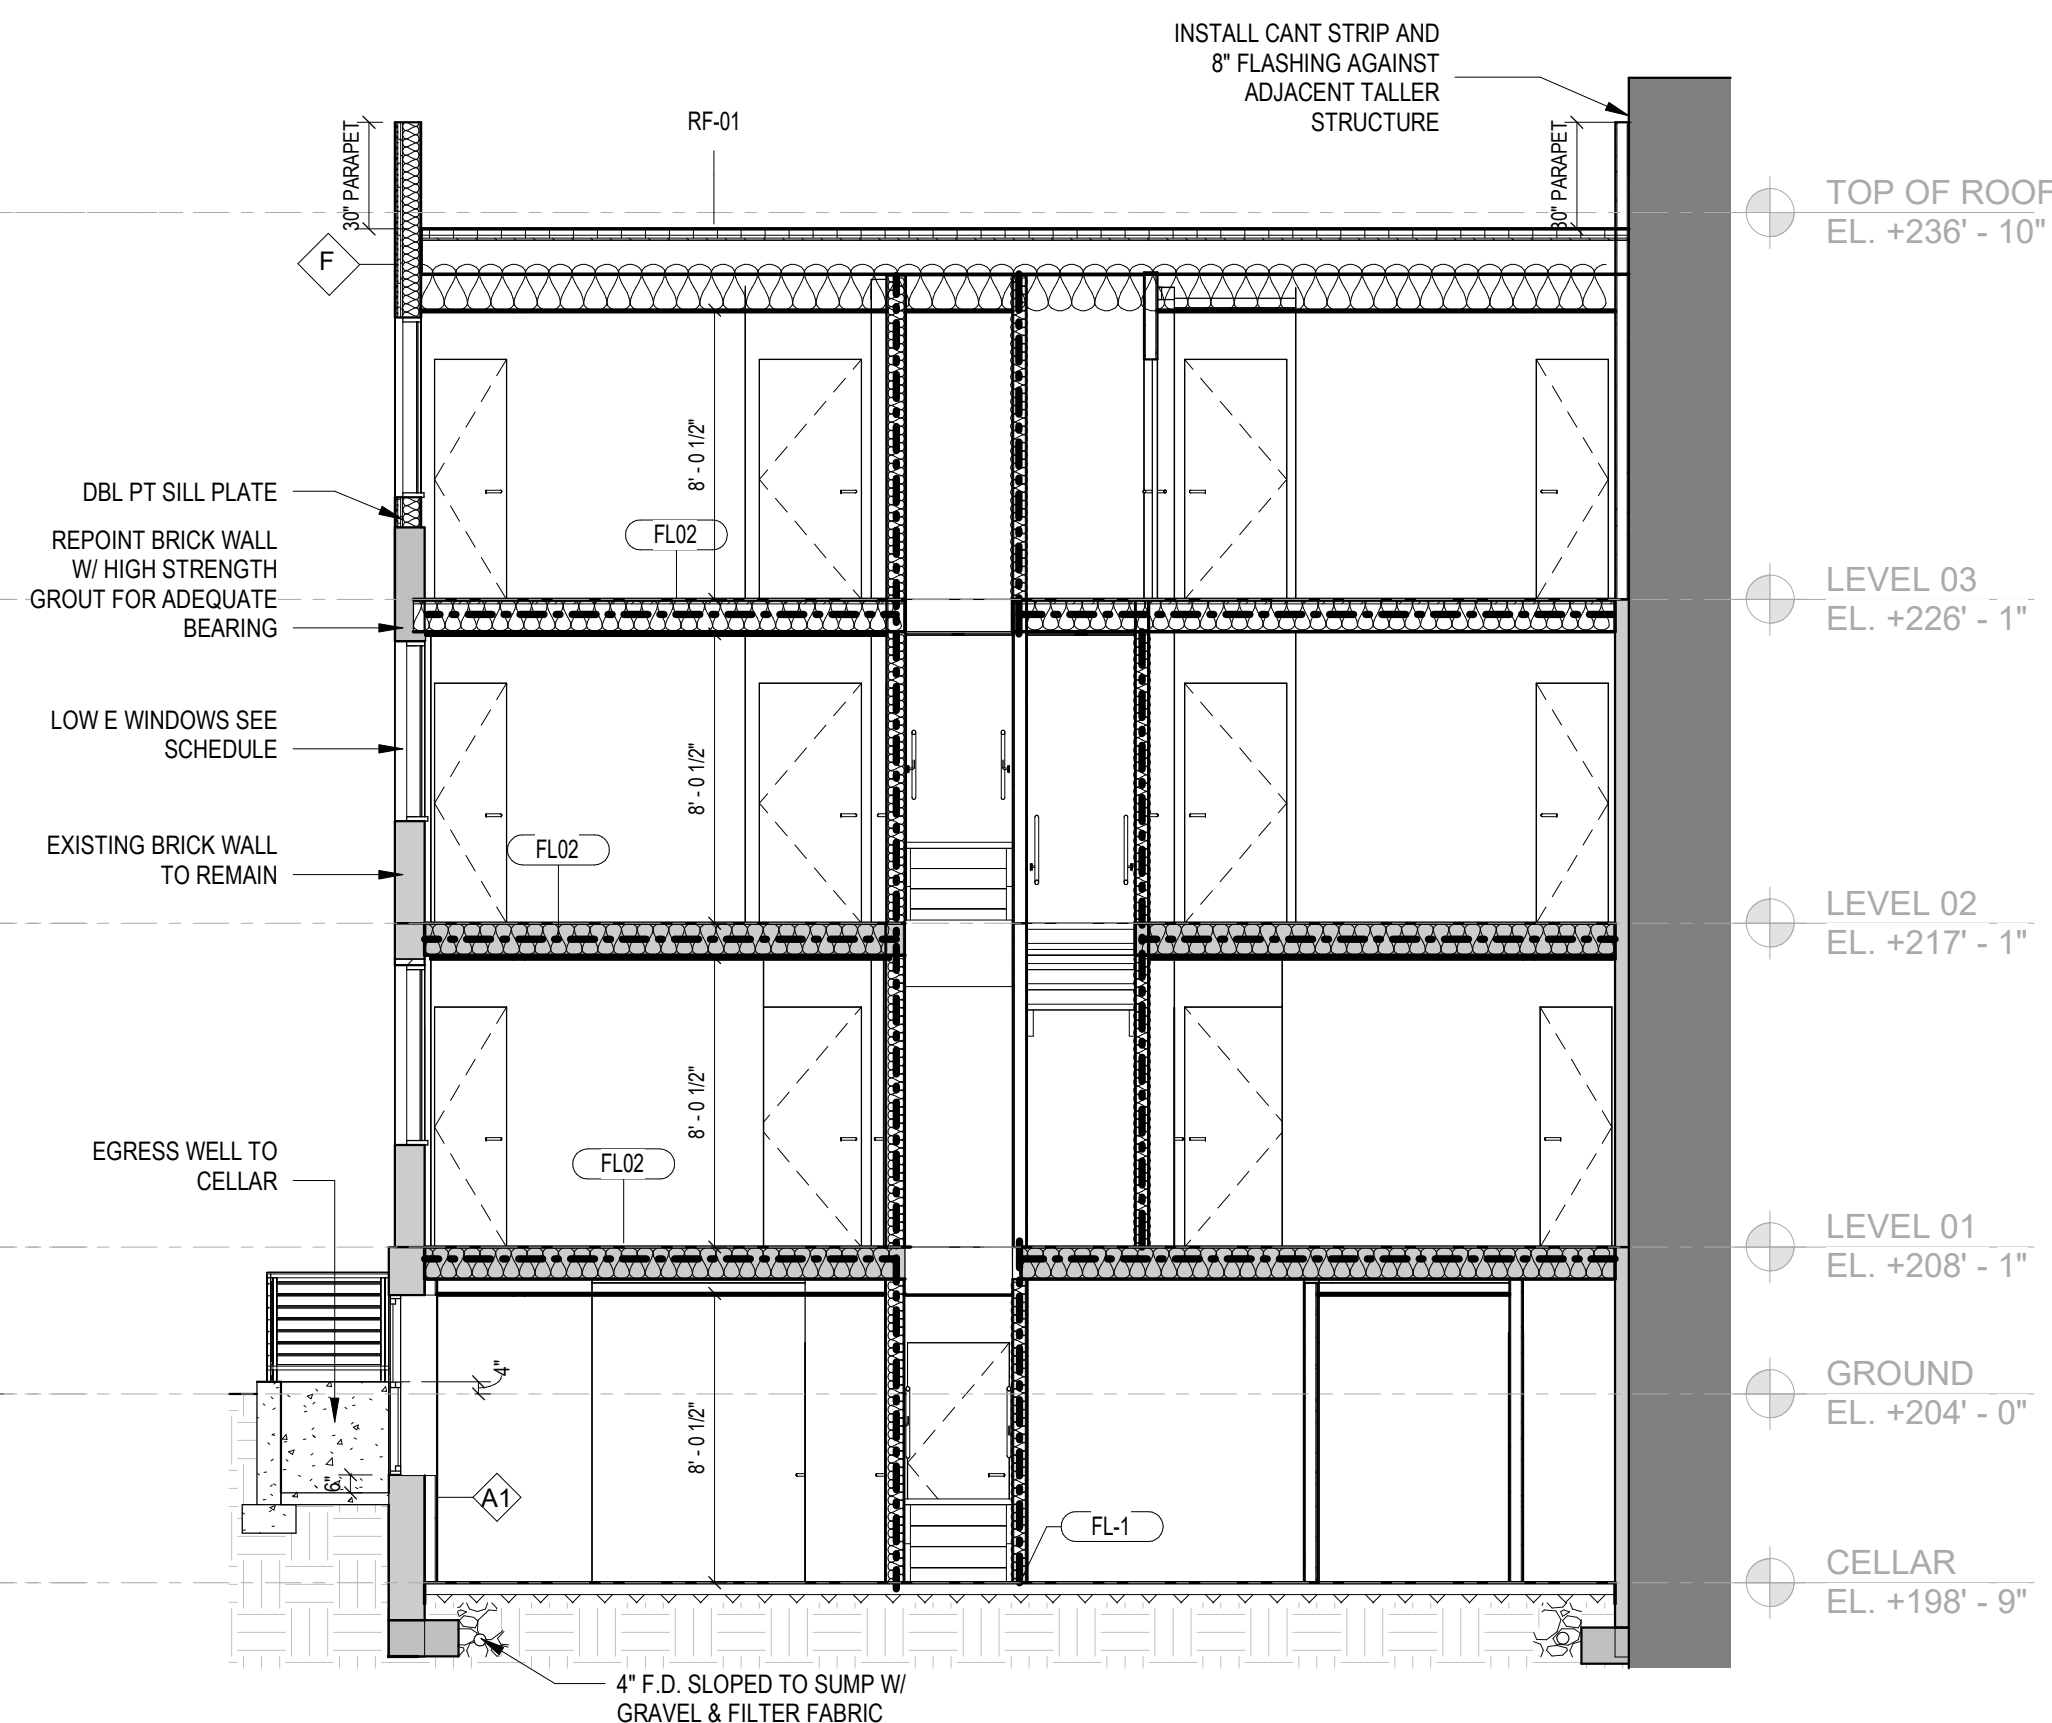 INSTALL CANT STRIP AND
8" FLASHING AGAINST
ADJACENT TALLER
STRUCTURE
RF-01
30" PARAPET
30" PARAPET
TOP OF ROOF
EL. +236' - 10"
F
8' - 0 1/2"
DBL PT SILL PLATE
FL02
REPOINT BRICK WALL
W/ HIGH STRENGTH
GROUT FOR ADEQUATE
BEARING
LEVEL 03
EL. +226' - 1"
LOW E WINDOWS SEE
SCHEDULE
8' - 0 1/2"
EXISTING BRICK WALL
TO REMAIN
FL02
LEVEL 02
EL. +217' - 1"
8' - 0 1/2"
EGRESS WELL TO
CELLAR
FL02
LEVEL 01
EL. +208' - 1"
4"
GROUND
EL. +204' - 0"
8' - 0 1/2"
6"
A1
FL-1
CELLAR
EL. +198' - 9"
4" F.D. SLOPED TO SUMP W/
GRAVEL & FILTER FABRIC